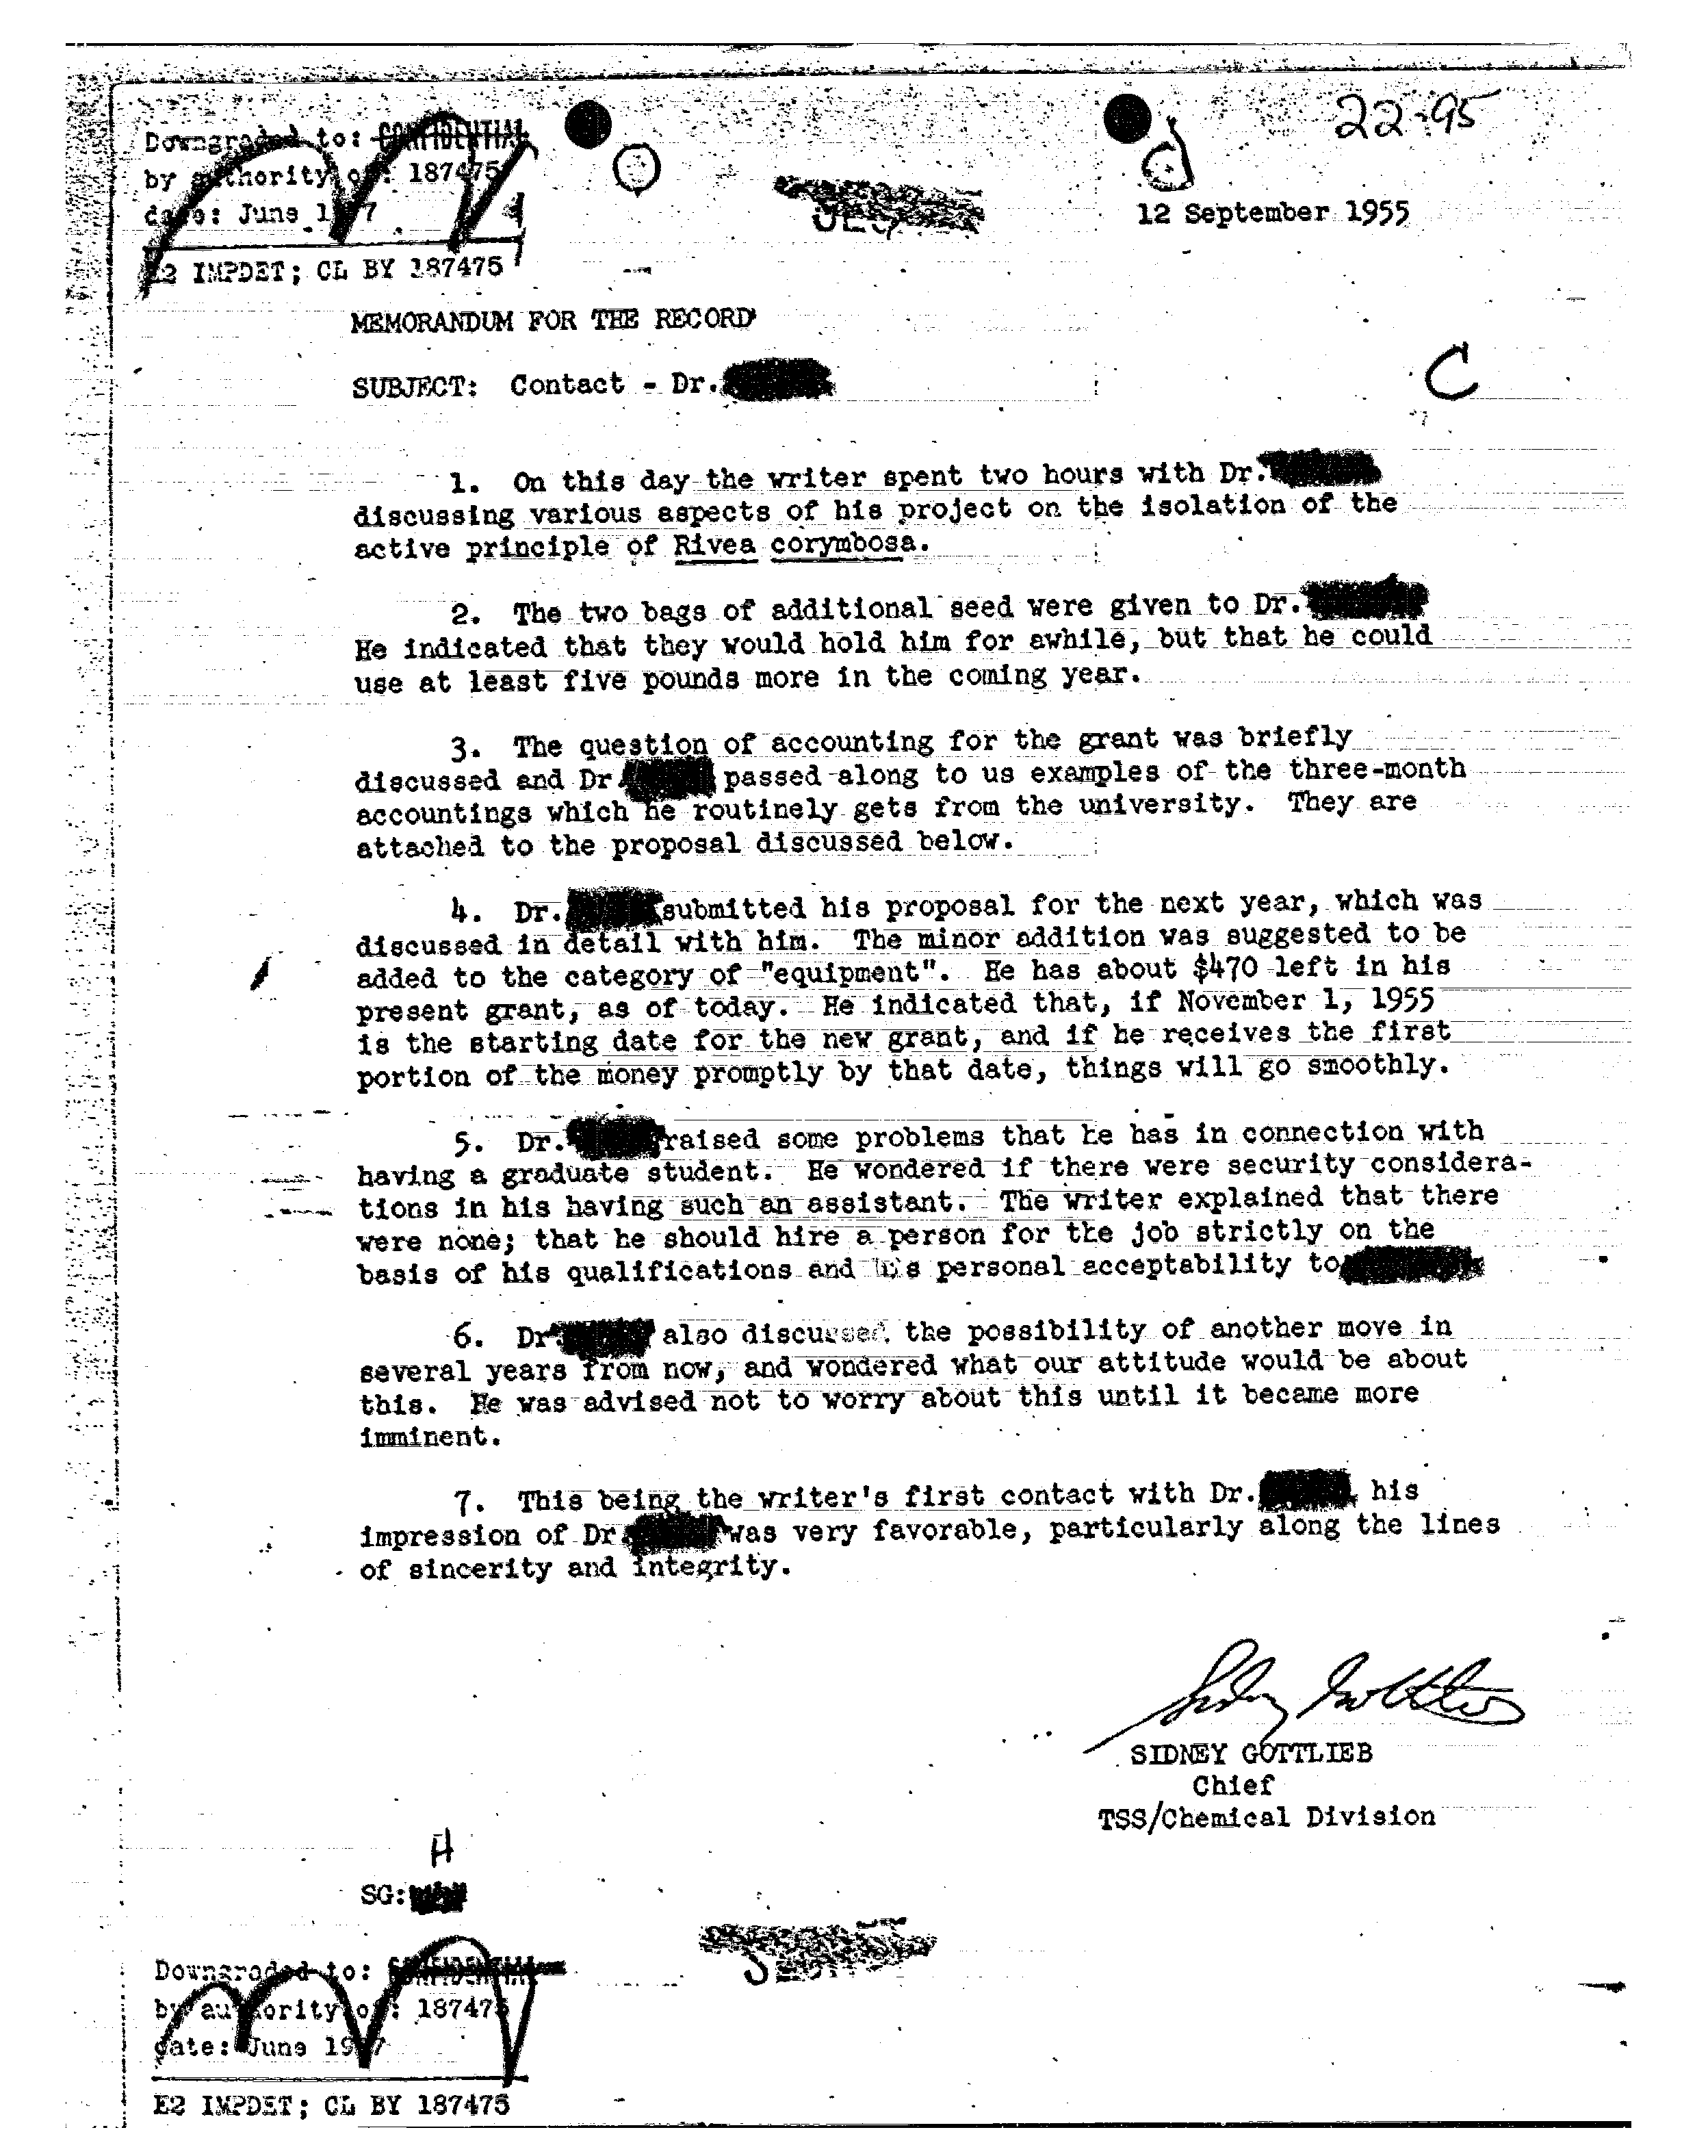 22-95
Downgraded to: CONFIDENTIAL
by authority of: 187475
date: June 1977
12 September 1955
E2 IMPDET; CL BY 187475
MEMORANDUM FOR THE RECORD
SUBJECT: Contact - Dr.
C
1. On this day the writer spent two hours with Dr.
discussing various aspects of his project on the isolation of the
active principle of Rivea corymbosa.
2. The two bags of additional seed were given to Dr.
He indicated that they would hold him for awhile, but that he could
use at least five pounds more in the coming year.
3. The question of accounting for the grant was briefly
discussed and Dr. passed along to us examples of the three-month
accountings which he routinely gets from the university. They are
attached to the proposal discussed below.
4. Dr. submitted his proposal for the next year, which was
discussed in detail with him. The minor addition was suggested to be
added to the category of "equipment". He has about $470 left in his
present grant, as of today. He indicated that, if November 1, 1955
is the starting date for the new grant, and if he receives the first
portion of the money promptly by that date, things will go smoothly.
5. Dr. raised some problems that he has in connection with
having a graduate student. He wondered if there were security considera-
tions in his having such an assistant. The writer explained that there
were none; that he should hire a person for the job strictly on the
basis of his qualifications and his personal acceptability to
6. Dr also discussed the possibility of another move in
several years from now, and wondered what our attitude would be about
this. He was advised not to worry about this until it became more
imminent.
7. This being the writer's first contact with Dr. his
impression of Dr. was very favorable, particularly along the lines
of sincerity and integrity.
Sidney Gottlieb
SIDNEY GOTTLIEB
Chief
TSS/Chemical Division
H
SG:
Downgraded to: CONFIDENTIAL
by authority of: 187475
date: June 1977
E2 IMPDET; CL BY 187475